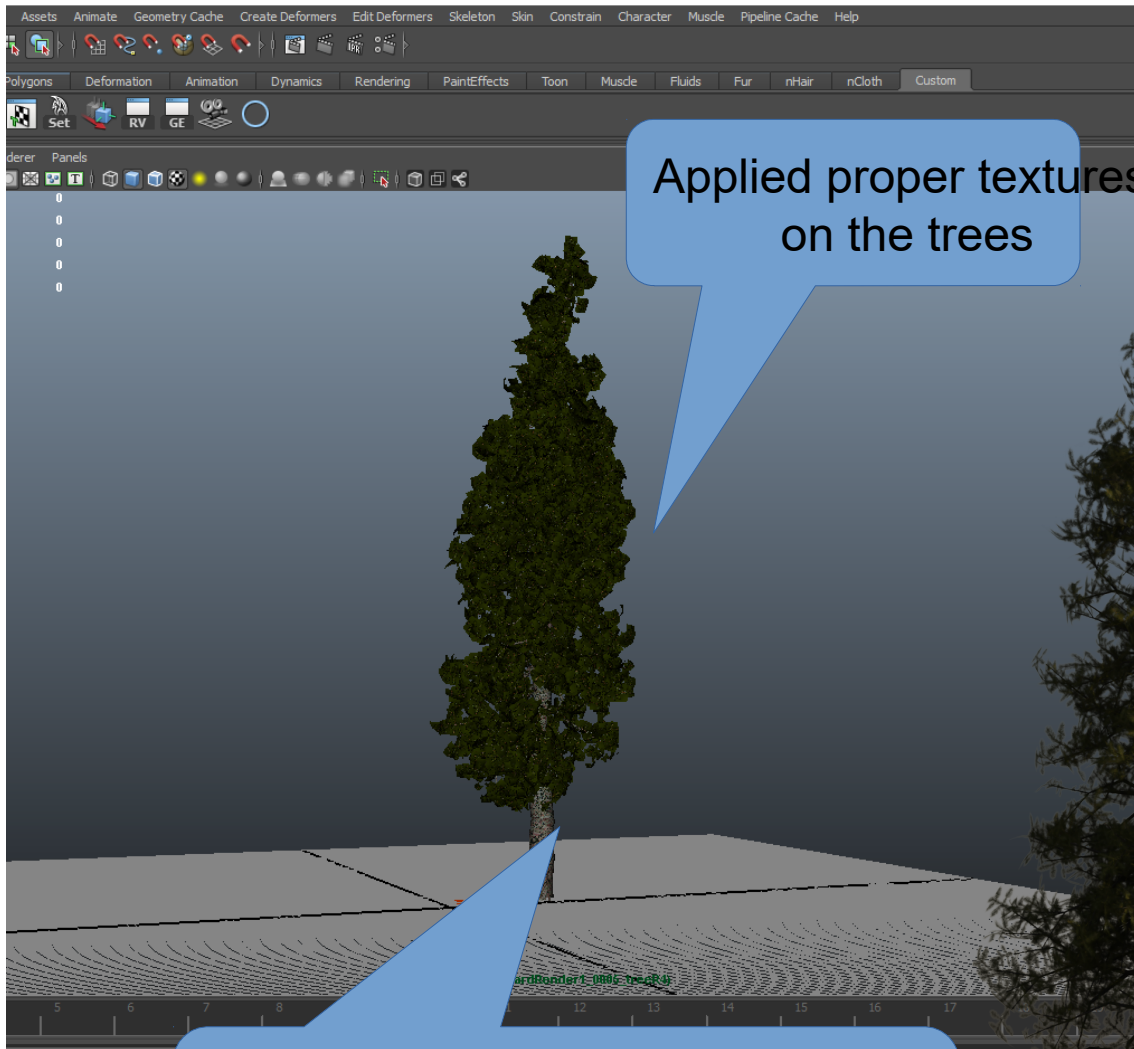 Assets Animate Geometry Cache Create Deformers Edit Deformers Skeleton Skin Constrain Character Muscle Pipeline Cache Help
IPR
Polygons Deformation Animation Dynamics Rendering PaintEffects Toon Muscle Fluids Fur nHair nCloth Custom
Set RV GE
derer Panels
T
0
0
0
0
0
Applied proper textures
on the trees
5 6 7 8 12 13 14 15 16 17